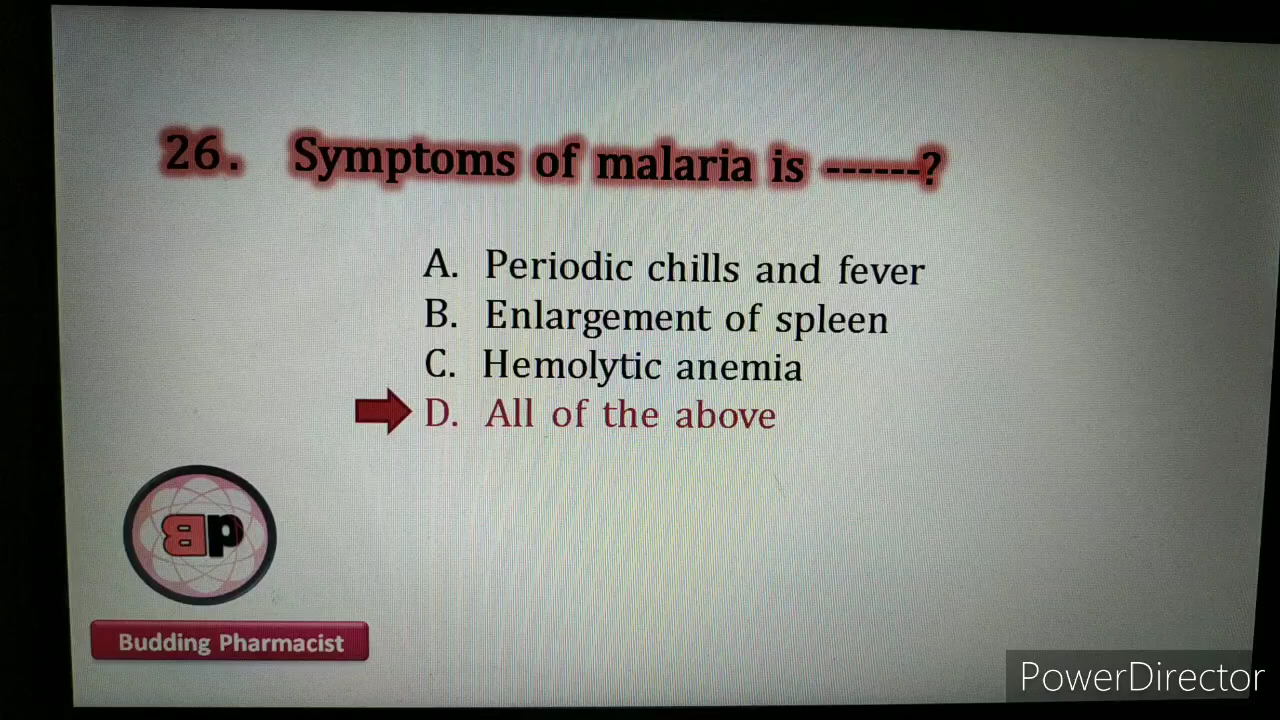 26. Symptoms of malaria is ------?
A. Periodic chills and fever
B. Enlargement of spleen
C. Hemolytic anemia
D. All of the above
Bp
Budding Pharmacist
PowerDirector